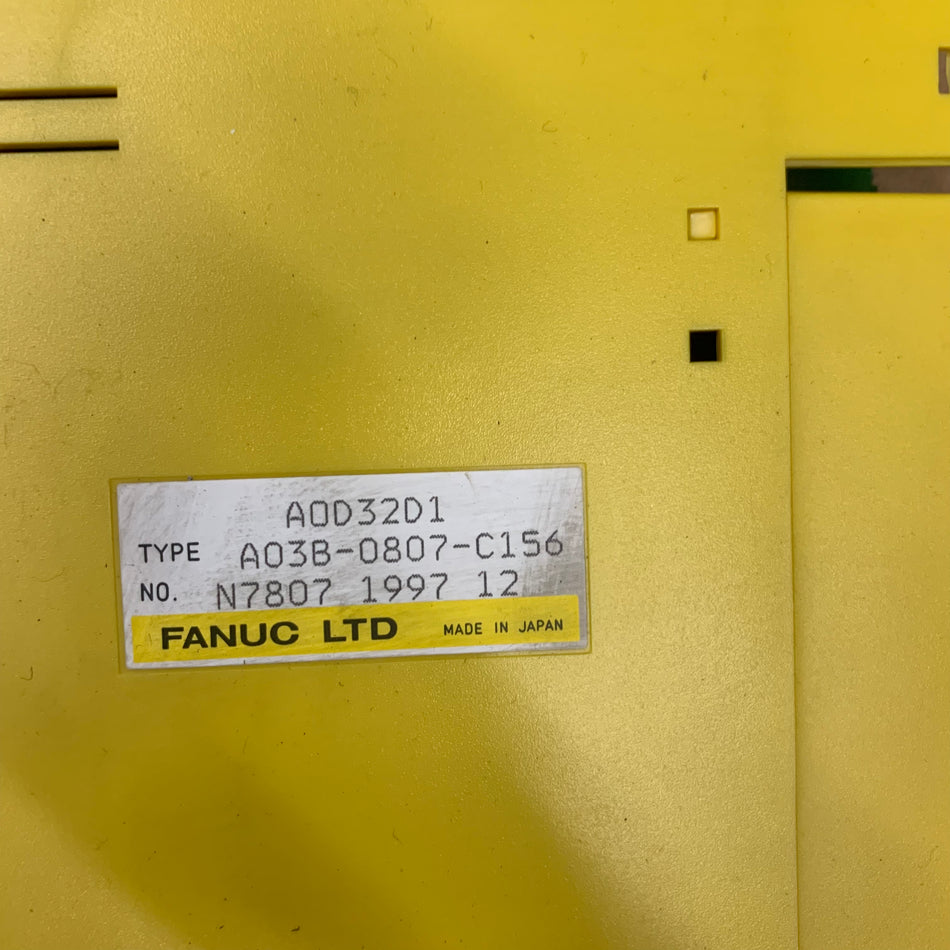 AOD32D1
TYPE A03B-0807-C156
NO. N7807 1997 12
FANUC LTD MADE IN JAPAN